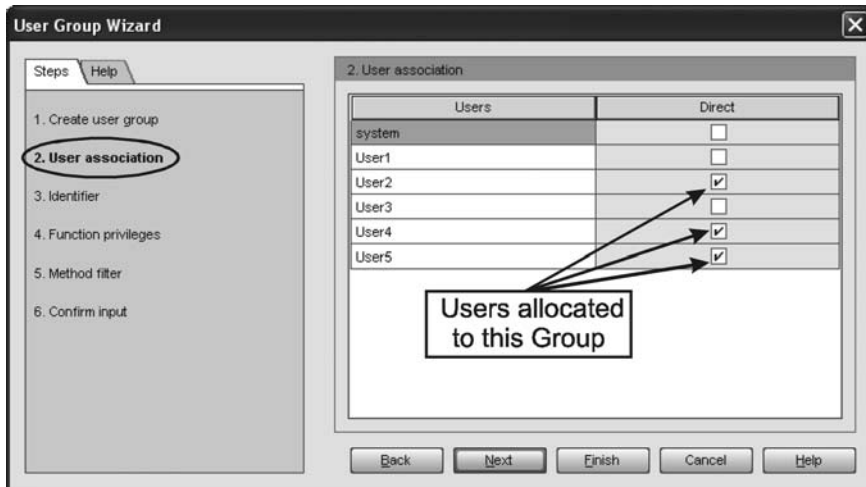 User Group Wizard
Steps Help
1. Create user group
2. User association
3. Identifier
4. Function privileges
5. Method filter
6. Confirm input
2. User association
Users Direct
system
User1
User2
User3
User4
User5
Users allocated
to this Group
Back Next Finish Cancel Help